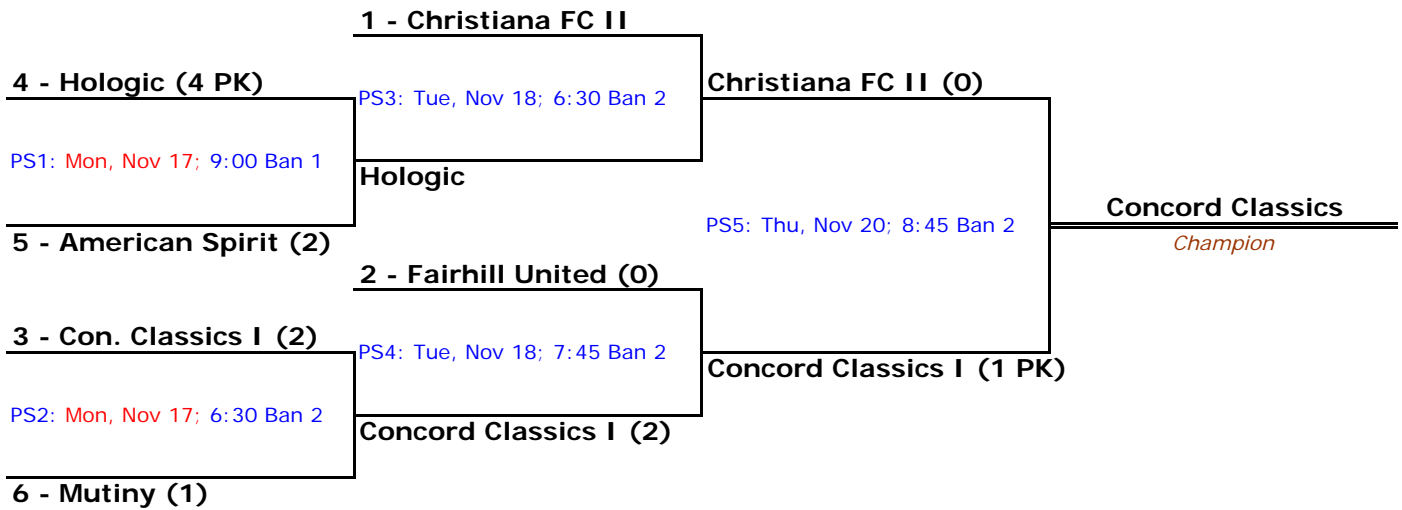 1 - Christiana FC II
4 - Hologic (4 PK)
PS3: Tue, Nov 18; 6:30 Ban 2
Christiana FC II (0)
PS1: Mon, Nov 17; 9:00 Ban 1
Hologic
5 - American Spirit (2)
PS5: Thu, Nov 20; 8:45 Ban 2
Concord Classics
Champion
2 - Fairhill United (0)
3 - Con. Classics I (2)
PS4: Tue, Nov 18; 7:45 Ban 2
Concord Classics I (1 PK)
PS2: Mon, Nov 17; 6:30 Ban 2
Concord Classics I (2)
6 - Mutiny (1)